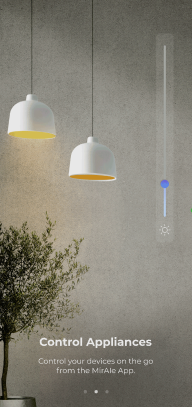 Control Appliances
Control your devices on the go
from the MirAIe App.